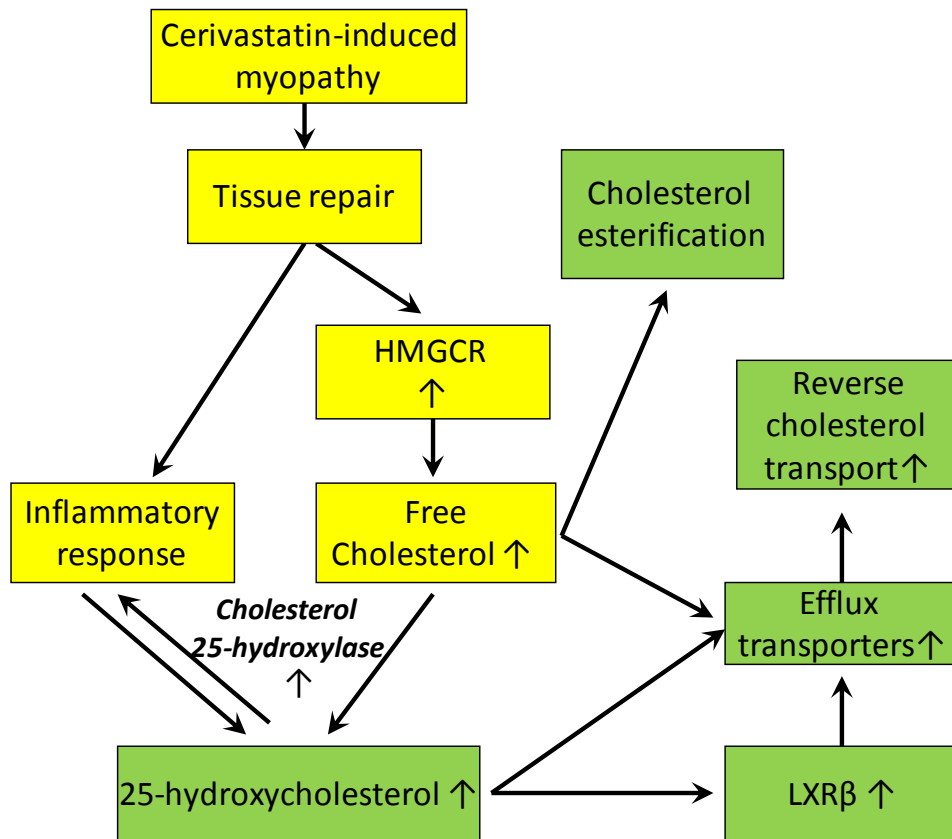 Cerivastatin-induced
myopathy
Tissue repair
Cholesterol
esterification
HMGCR
↑
Reverse
cholesterol
transport↑
Inflammatory
response
Free
Cholesterol ↑
Cholesterol
25-hydroxylase
↑
Efflux
transporters↑
25-hydroxycholesterol ↑
LXRβ ↑